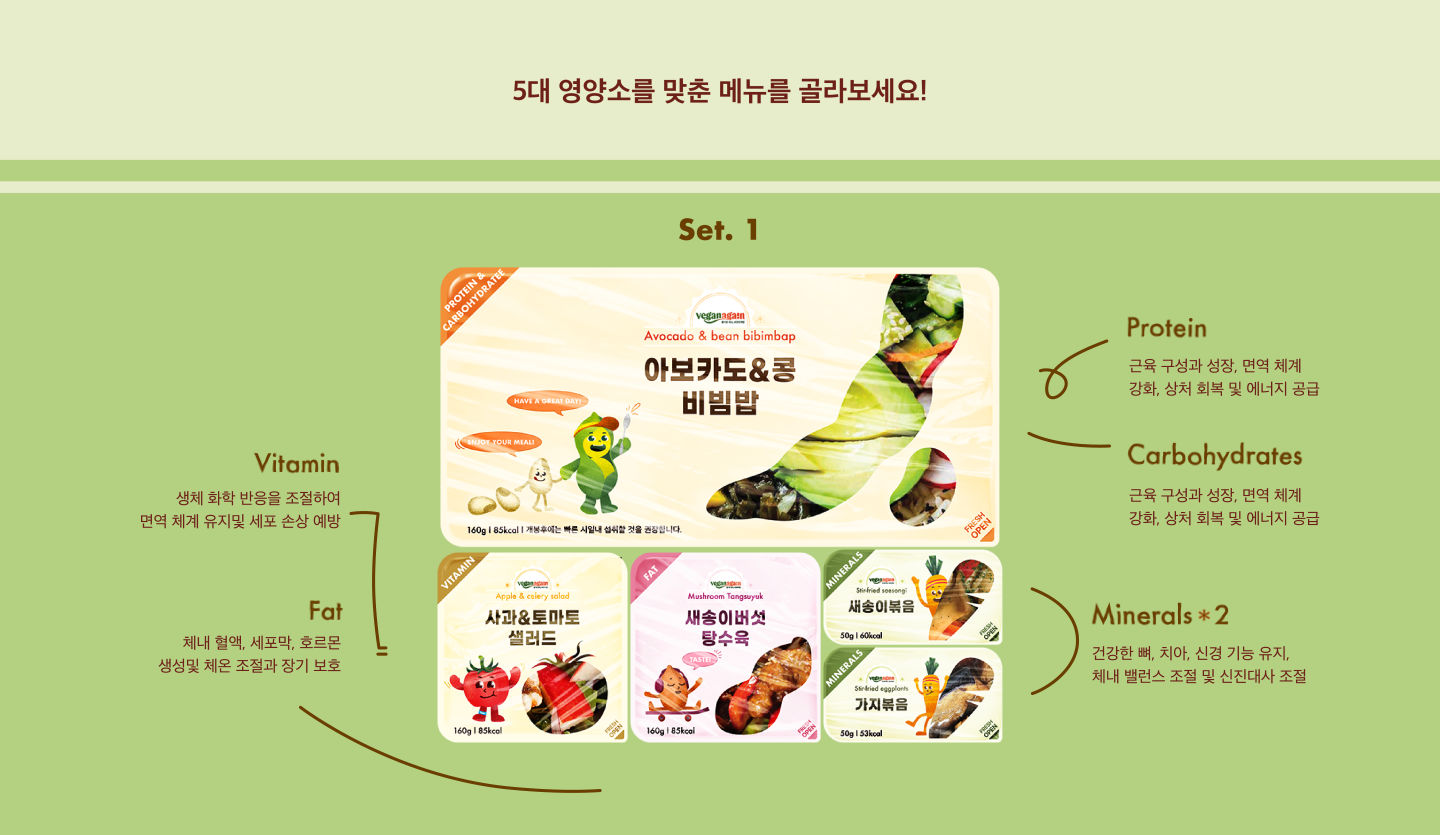 5대 영양소를 맞춘 메뉴를 골라보세요!
Set. 1
PROTEIN &
CARBOHYDRATEE
veganagain
Avocado & bean bibimbap
아보카도&콩
비빔밥
HAVE A GREAT DAY!
ENJOY YOUR MEAL!
160g | 85kcal | 개봉후에는 빠른 시일내 섭취할 것을 권장합니다.
FRESH
OPEN
Protein
근육 구성과 성장, 면역 체계
강화, 상처 회복 및 에너지 공급
Carbohydrates
근육 구성과 성장, 면역 체계
강화, 상처 회복 및 에너지 공급
Vitamin
생체 화학 반응을 조절하여
면역 체계 유지및 세포 손상 예방
Fat
체내 혈액, 세포막, 호르몬
생성및 체온 조절과 장기 보호
VITAMIN
veganagain
Apple & celery salad
사과&토마토
샐러드
160g | 85kcal
FRESH
OPEN
FAT
veganagain
Mushroom Tangsuyuk
새송이버섯
탕수육
TASTE!
160g | 85kcal
FRESH
OPEN
MINERALS
veganagain
Stir-fried saesongi
새송이볶음
50g | 60kcal
FRESH
OPEN
MINERALS
veganagain
Stir-fried eggplants
가지볶음
50g | 53kcal
FRESH
OPEN
Minerals *2
건강한 뼈, 치아, 신경 기능 유지,
체내 밸런스 조절 및 신진대사 조절